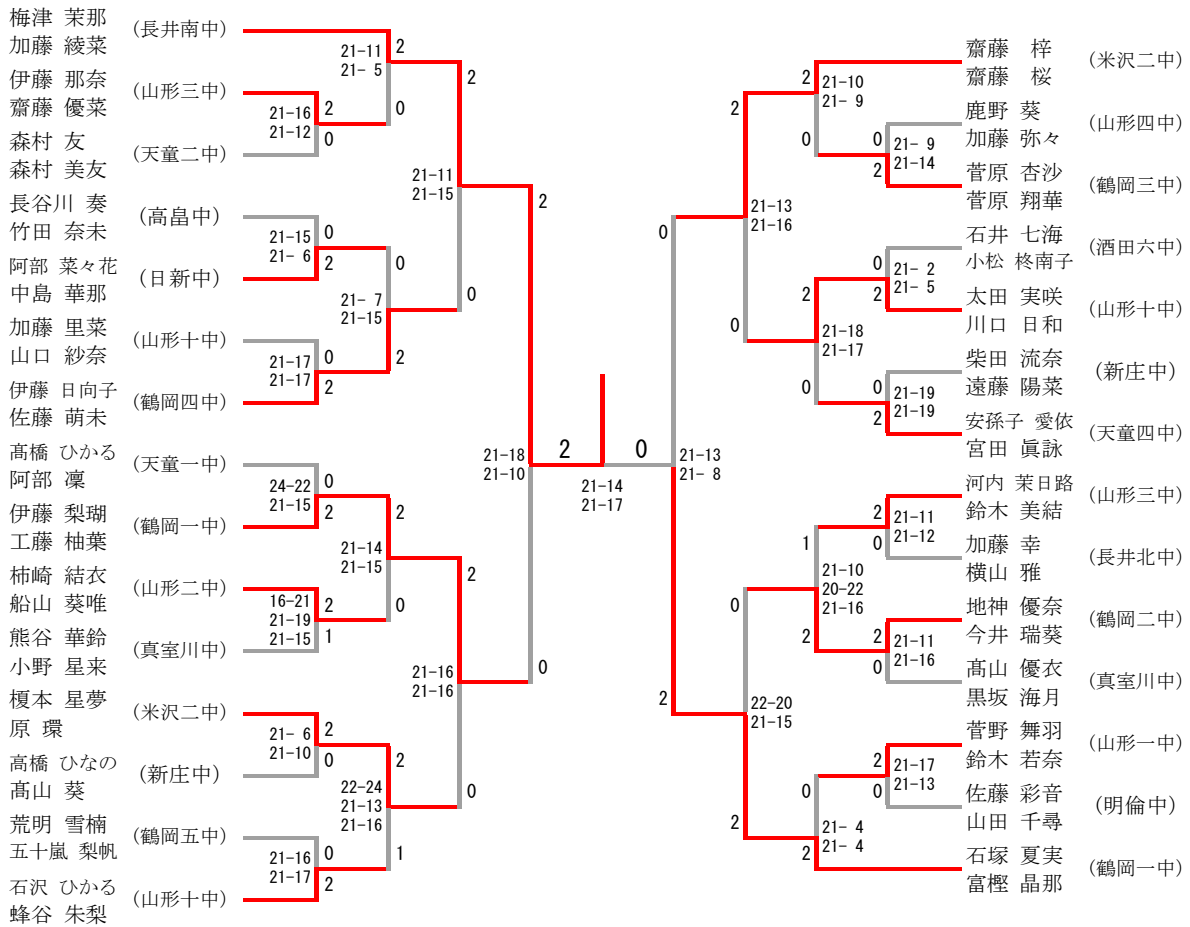 梅津 茉那
加藤 綾菜
(長井南中)
伊藤 那奈
齋藤 優菜
(山形三中)
森村 友
森村 美友
(天童二中)
長谷川 奏
竹田 奈未
(高畠中)
阿部 菜々花
中島 華那
(日新中)
加藤 里菜
山口 紗奈
(山形十中)
伊藤 日向子
佐藤 萌未
(鶴岡四中)
髙橋 ひかる
阿部 凜
(天童一中)
伊藤 梨瑚
工藤 柚葉
(鶴岡一中)
柿崎 結衣
船山 葵唯
(山形二中)
熊谷 華鈴
小野 星来
(真室川中)
榎本 星夢
原 環
(米沢二中)
高橋 ひなの
髙山 葵
(新庄中)
荒明 雪楠
五十嵐 梨帆
(鶴岡五中)
石沢 ひかる
蜂谷 朱梨
(山形十中)
21-16
21-12
2
0
21-15
21- 6
0
2
21-17
21-17
0
2
24-22
21-15
0
2
16-21
21-19
21-15
2
1
21- 6
21-10
2
0
21-16
21-17
0
2
21-11
21- 5
2
0
21- 7
21-15
0
2
21-14
21-15
2
0
22-24
21-13
21-16
2
1
21-11
21-15
2
0
21-16
21-16
2
0
21-18
21-10
2
0
2
0
21-14
21-17
21-13
21- 8
0
2
21-13
21-16
2
0
22-20
21-15
0
2
21-10
21- 9
2
0
21-18
21-17
2
0
21-10
20-22
21-16
1
2
21- 4
21- 4
0
2
21- 9
21-14
0
2
21- 2
21- 5
0
2
21-19
21-19
0
2
21-11
21-12
2
0
21-11
21-16
2
0
21-17
21-13
2
0
齋藤 梓
齋藤 桜
(米沢二中)
鹿野 葵
加藤 弥々
(山形四中)
菅原 杏沙
菅原 翔華
(鶴岡三中)
石井 七海
小松 柊南子
(酒田六中)
太田 実咲
川口 日和
(山形十中)
柴田 流奈
遠藤 陽菜
(新庄中)
安孫子 愛依
宮田 眞詠
(天童四中)
河内 茉日路
鈴木 美結
(山形三中)
加藤 幸
横山 雅
(長井北中)
地神 優奈
今井 瑞葵
(鶴岡二中)
髙山 優衣
黒坂 海月
(真室川中)
菅野 舞羽
鈴木 若奈
(山形一中)
佐藤 彩音
山田 千尋
(明倫中)
石塚 夏実
富樫 晶那
(鶴岡一中)